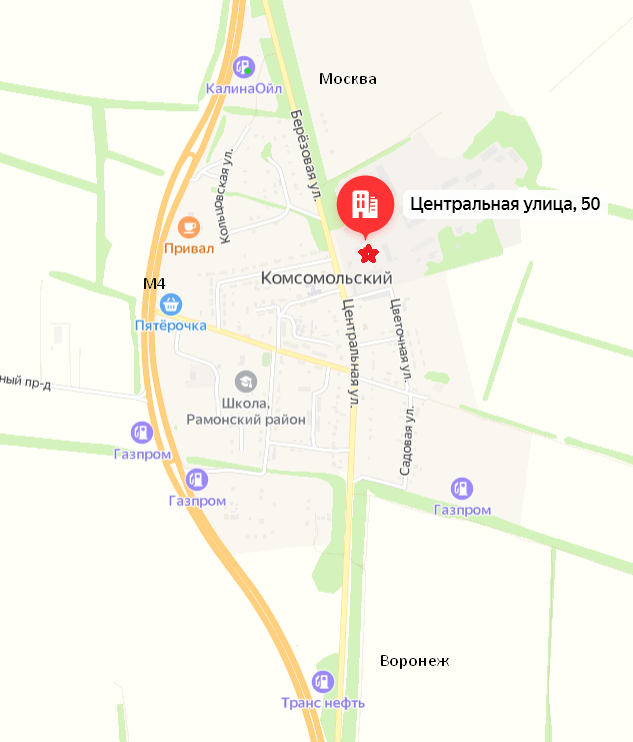 Москва
КалинаОйл
Берёзовая ул.
Кольцовская ул.
Центральная улица, 50
Привал
Комсомольский
М4
Пятёрочка
Центральная ул.
Цветочная ул.
ный пр-д
Школа,
Рамонский район
Садовая ул.
Газпром
Газпром
Газпром
Воронеж
Транс нефть